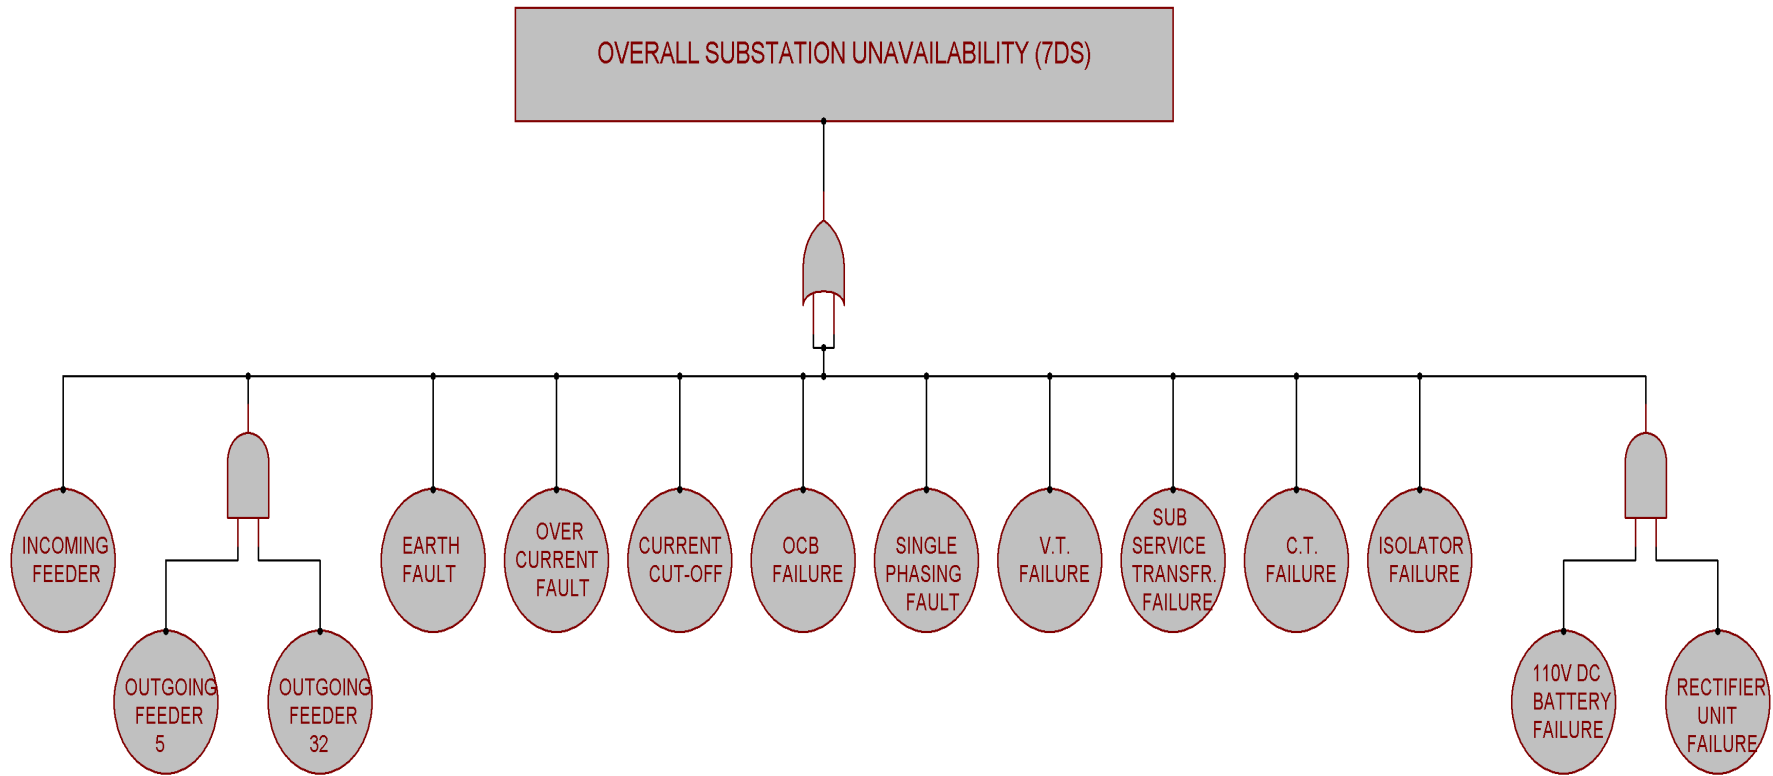 OVERALL SUBSTATION UNAVAILABILITY (7DS)
INCOMING
FEEDER
EARTH
FAULT
OVER
CURRENT
FAULT
CURRENT
CUT-OFF
OCB
FAILURE
SINGLE
PHASING
FAULT
V.T.
FAILURE
SUB
SERVICE
TRANSFR.
FAILURE
C.T.
FAILURE
ISOLATOR
FAILURE
OUTGOING
FEEDER
5
OUTGOING
FEEDER
32
110V DC
BATTERY
FAILURE
RECTIFIER
UNIT
FAILURE